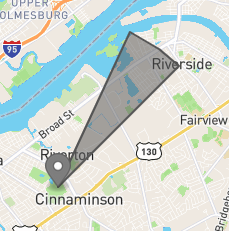 UPPER
HOLMESBURG
95
Riverside
Broad St
Fairview
130
Riverton
Cinnaminson